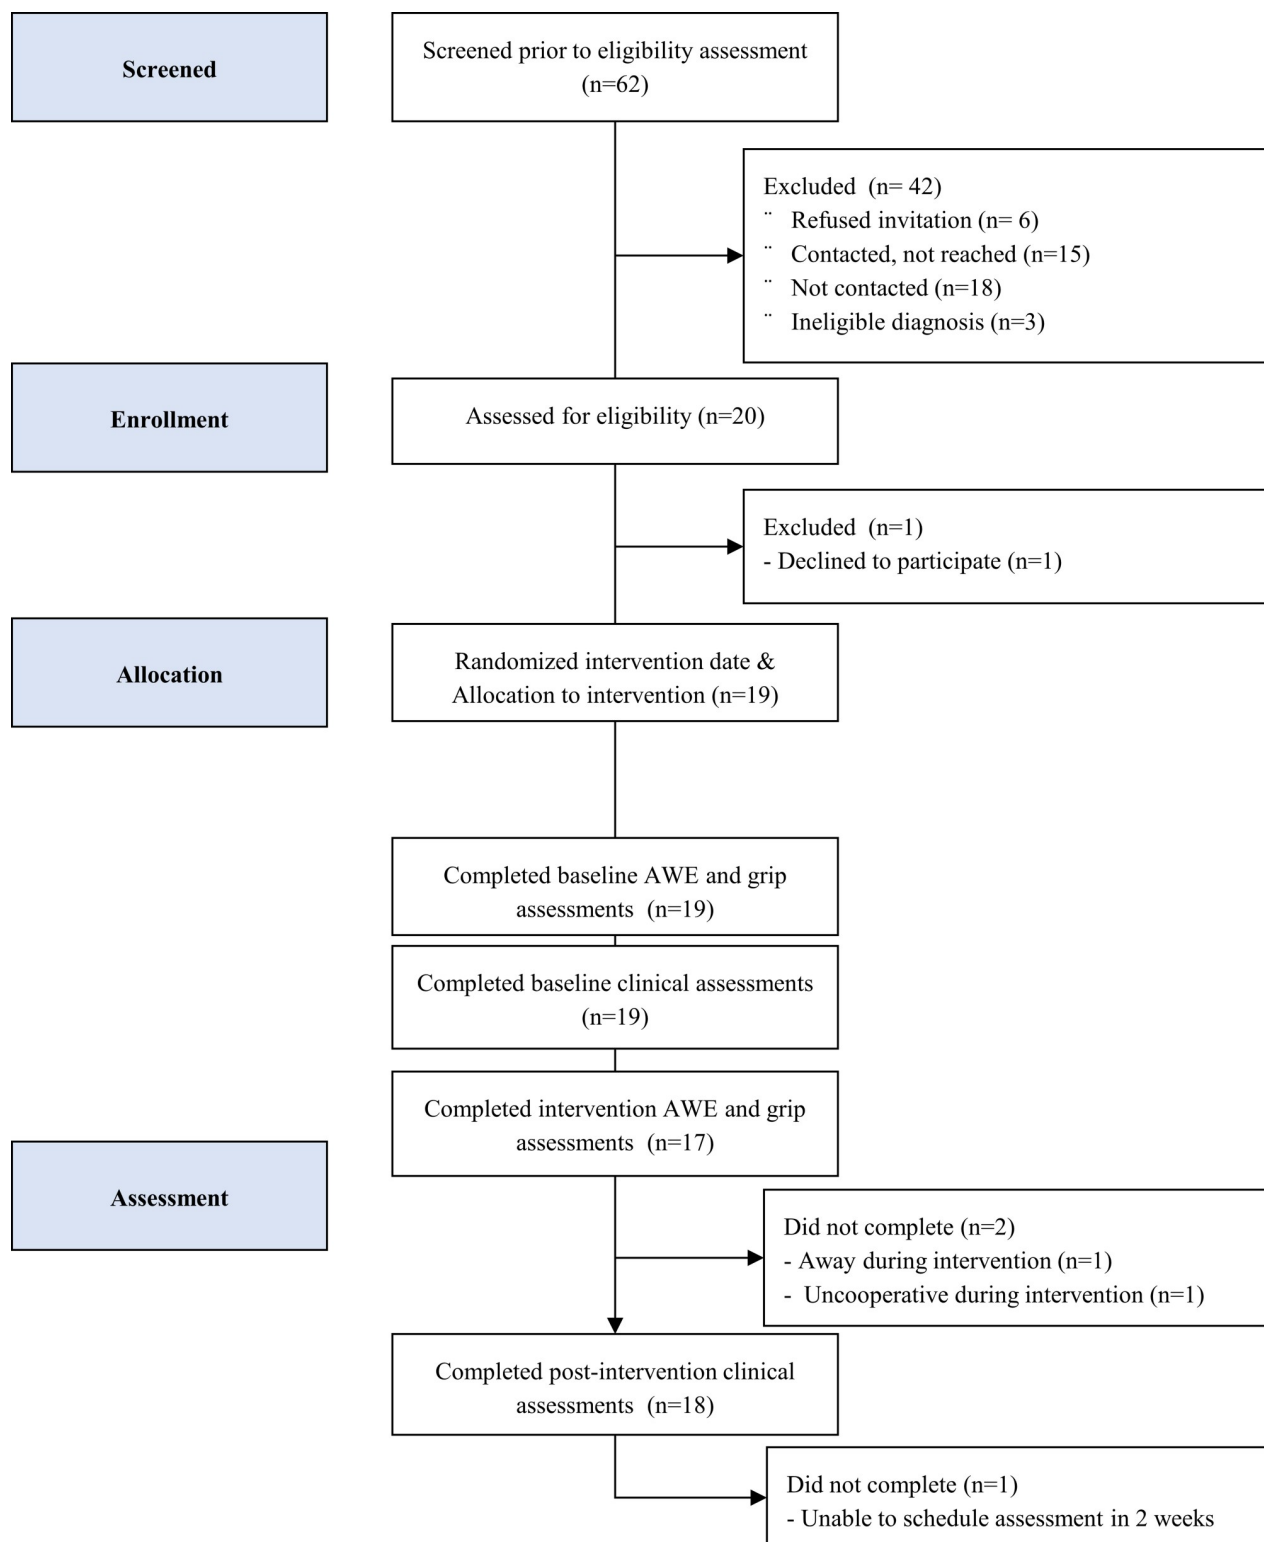 Screened
Screened prior to eligibility assessment
(n=62)
Excluded (n= 42)
¨ Refused invitation (n= 6)
¨ Contacted, not reached (n=15)
¨ Not contacted (n=18)
¨ Ineligible diagnosis (n=3)
Enrollment
Assessed for eligibility (n=20)
Excluded (n=1)
- Declined to participate (n=1)
Allocation
Randomized intervention date &
Allocation to intervention (n=19)
Completed baseline AWE and grip
assessments (n=19)
Completed baseline clinical assessments
(n=19)
Completed intervention AWE and grip
assessments (n=17)
Assessment
Did not complete (n=2)
- Away during intervention (n=1)
- Uncooperative during intervention (n=1)
Completed post-intervention clinical
assessments (n=18)
Did not complete (n=1)
- Unable to schedule assessment in 2 weeks